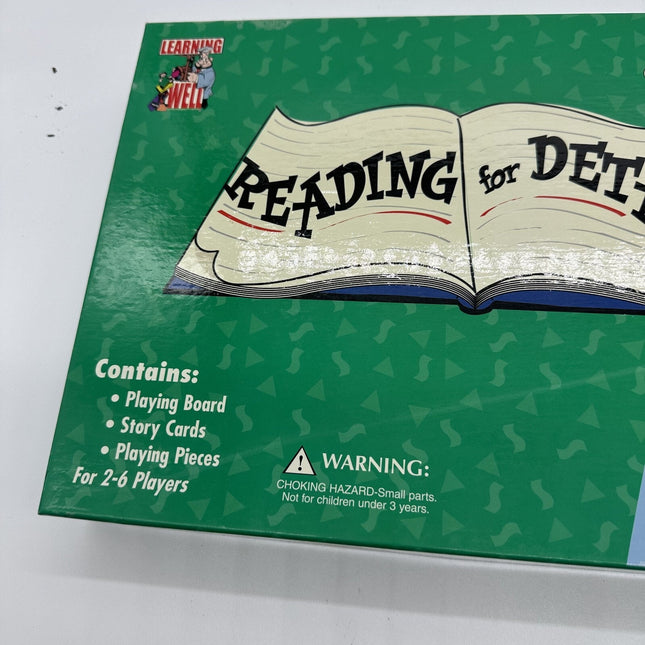 LEARNING
WELL
READING for DET
Contains:
• Playing Board
• Story Cards
• Playing Pieces
For 2-6 Players
WARNING:
CHOKING HAZARD-Small parts.
Not for children under 3 years.